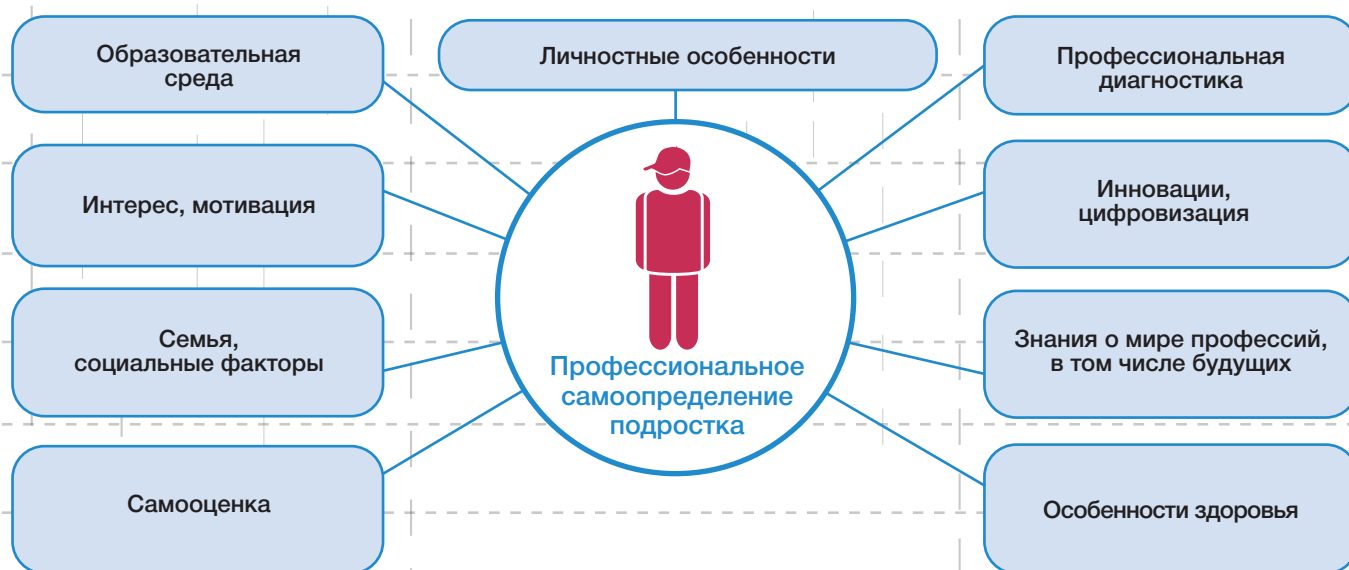 Образовательная
среда
Личностные особенности
Профессиональная
диагностика
Интерес, мотивация
Инновации,
цифровизация
Семья,
социальные факторы
Знания о мире профессий,
в том числе будущих
Профессиональное
самоопределение
подростка
Самооценка
Особенности здоровья